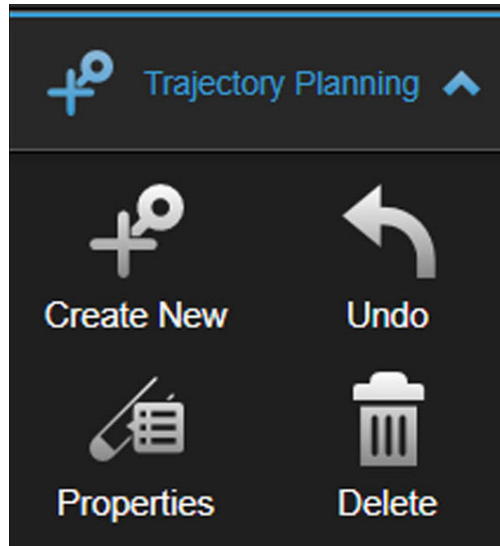 Trajectory Planning
Create New
Undo
Properties
Delete